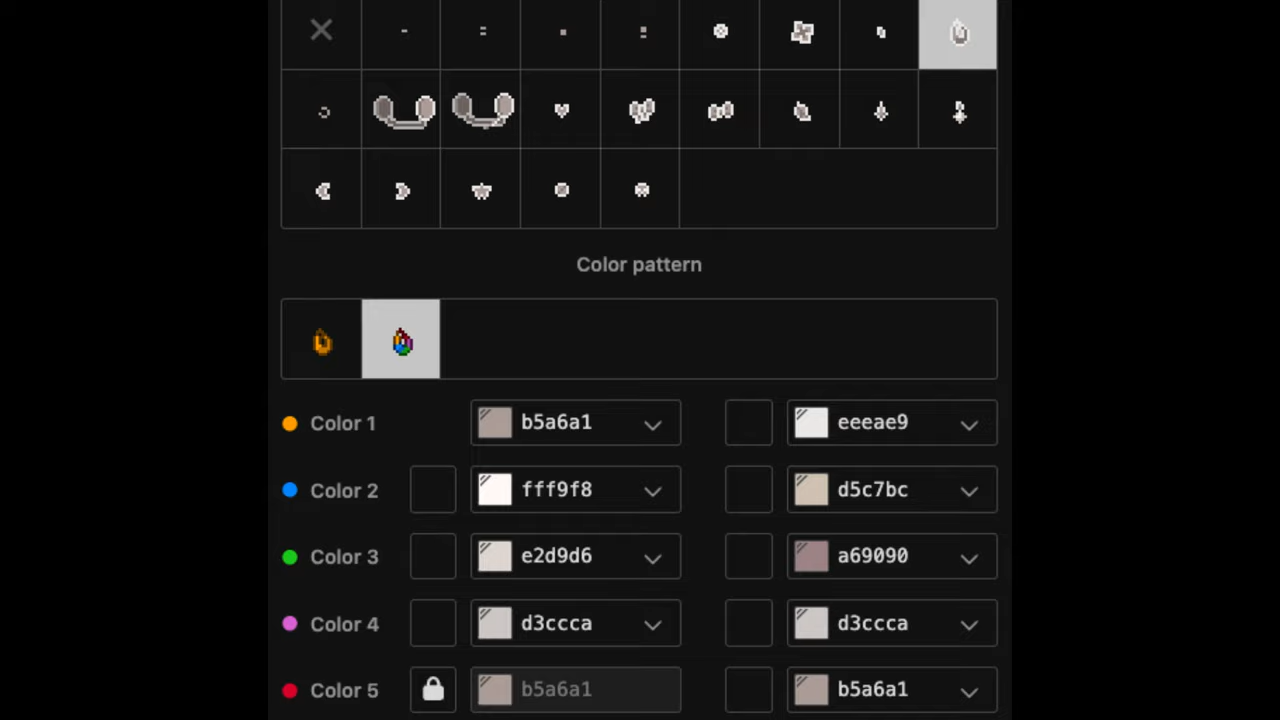 Color pattern
Color 1 b5a6a1 eeeae9
Color 2 fff9f8 d5c7bc
Color 3 e2d9d6 a69090
Color 4 d3ccca d3ccca
Color 5 b5a6a1 b5a6a1